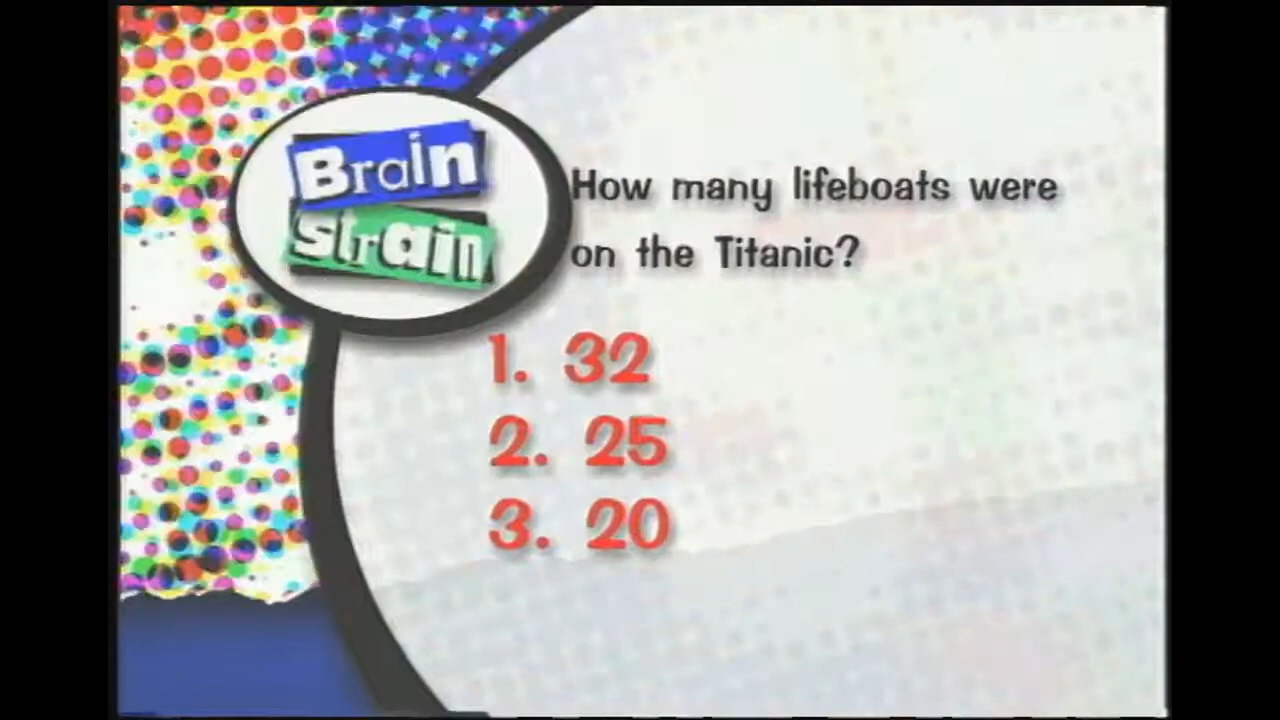 Brain
strain
How many lifeboats were
on the Titanic?
1. 32
2. 25
3. 20